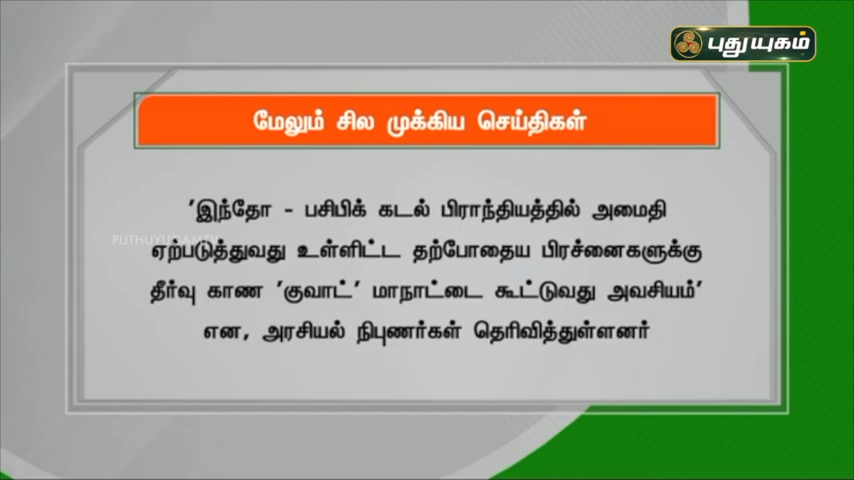 புதுயுகம்
மேலும் சில முக்கிய செய்திகள்
'இந்தோ - பசிபிக் கடல் பிராந்தியத்தில் அமைதி
PUTHUYUGAMTV
ஏற்படுத்துவது உள்ளிட்ட தற்போதைய பிரச்னைகளுக்கு
தீர்வு காண 'குவாட்' மாநாட்டை கூட்டுவது அவசியம்'
என, அரசியல் நிபுணர்கள் தெரிவித்துள்ளனர்